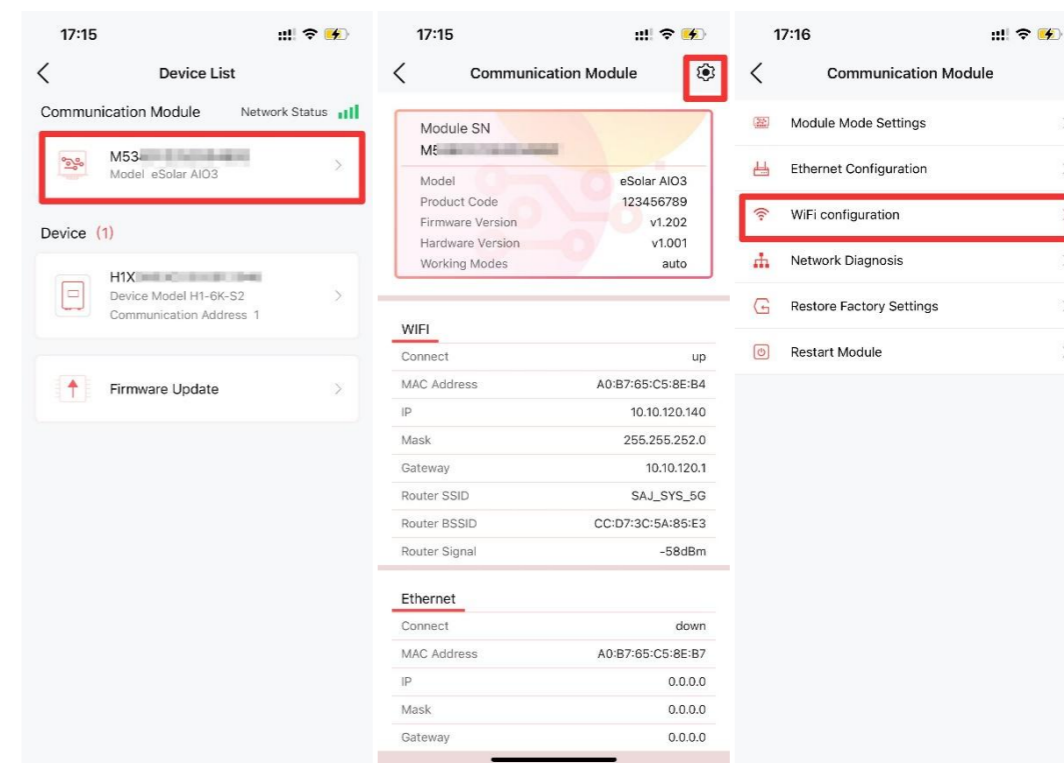 17:15
Device List
Communication Module Network Status
M53
Model eSolar AIO3
Device (1)
H1X
Device Model H1-6K-S2
Communication Address 1
Firmware Update
17:15
Communication Module
Module SN
M5
Model eSolar AIO3
Product Code 123456789
Firmware Version v1.202
Hardware Version v1.001
Working Modes auto
WIFI
Connect up
MAC Address A0:B7:65:C5:8E:B4
IP 10.10.120.140
Mask 255.255.252.0
Gateway 10.10.120.1
Router SSID SAJ_SYS_5G
Router BSSID CC:D7:3C:5A:85:E3
Router Signal -58dBm
Ethernet
Connect down
MAC Address A0:B7:65:C5:8E:B7
IP 0.0.0.0
Mask 0.0.0.0
Gateway 0.0.0.0
17:16
Communication Module
Module Mode Settings
Ethernet Configuration
WiFi configuration
Network Diagnosis
Restore Factory Settings
Restart Module